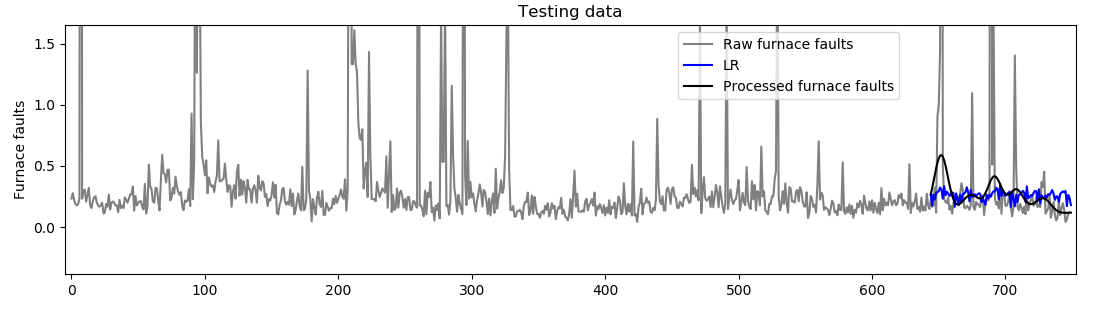 Testing data
Furnace faults
1.5
1.0
0.5
0.0
Raw furnace faults
LR
Processed furnace faults
0 100 200 300 400 500 600 700